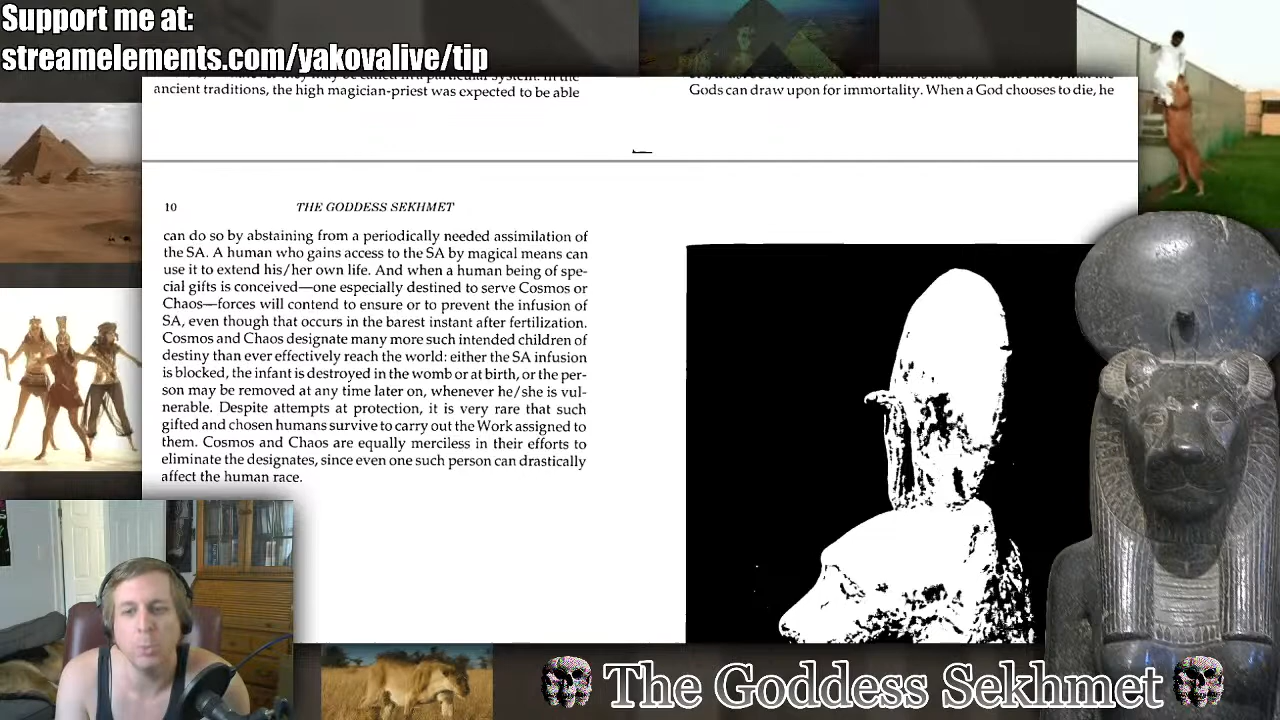 Support me at:
streamelements.com/yakovalive/tip
ancient traditions, the high magician-priest was expected to be able
Gods can draw upon for immortality. When a God chooses to die, he
10 THE GODDESS SEKHMET
can do so by abstaining from a periodically needed assimilation of
the SA. A human who gains access to the SA by magical means can
use it to extend his/her own life. And when a human being of spe-
cial gifts is conceived—one especially destined to serve Cosmos or
Chaos—forces will contend to ensure or to prevent the infusion of
SA, even though that occurs in the barest instant after fertilization.
Cosmos and Chaos designate many more such intended children of
destiny than ever effectively reach the world: either the SA infusion
is blocked, the infant is destroyed in the womb or at birth, or the per-
son may be removed at any time later on, whenever he/she is vul-
nerable. Despite attempts at protection, it is very rare that such
gifted and chosen humans survive to carry out the Work assigned to
them. Cosmos and Chaos are equally merciless in their efforts to
eliminate the designates, since even one such person can drastically
affect the human race.
The Goddess Sekhmet